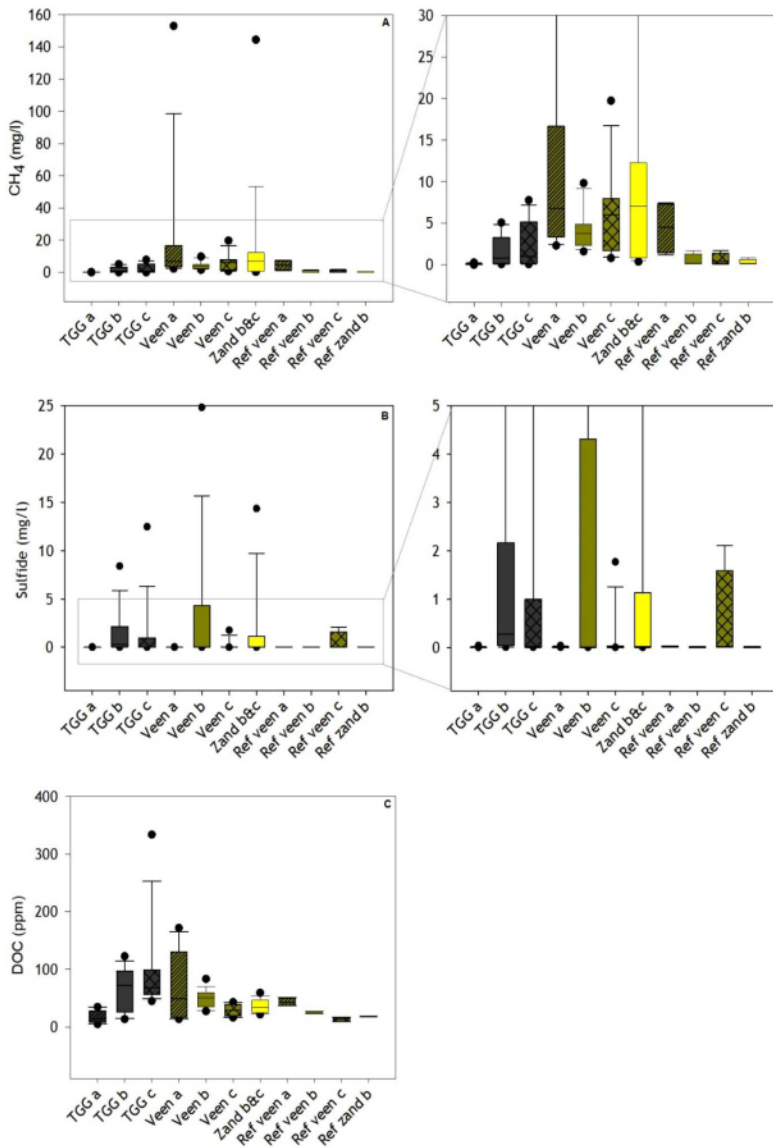 A
CH4 (mg/l)
160
140
120
100
80
60
40
20
0
TGG a
TGG b
TGG c
Veen a
Veen b
Veen c
Zand b&c
Ref veen a
Ref veen b
Ref veen c
Ref zand b
30
25
20
15
10
5
0
TGG a
TGG b
TGG c
Veen a
Veen b
Veen c
Zand b&c
Ref veen a
Ref veen b
Ref veen c
Ref zand b
B
Sulfide (mg/l)
25
20
15
10
5
0
TGG a
TGG b
TGG c
Veen a
Veen b
Veen c
Zand b&c
Ref veen a
Ref veen b
Ref veen c
Ref zand b
5
4
3
2
1
0
TGG a
TGG b
TGG c
Veen a
Veen b
Veen c
Zand b&c
Ref veen a
Ref veen b
Ref veen c
Ref zand b
C
DOC (ppm)
400
300
200
100
0
TGG a
TGG b
TGG c
Veen a
Veen b
Veen c
Zand b&c
Ref veen a
Ref veen b
Ref veen c
Ref zand b